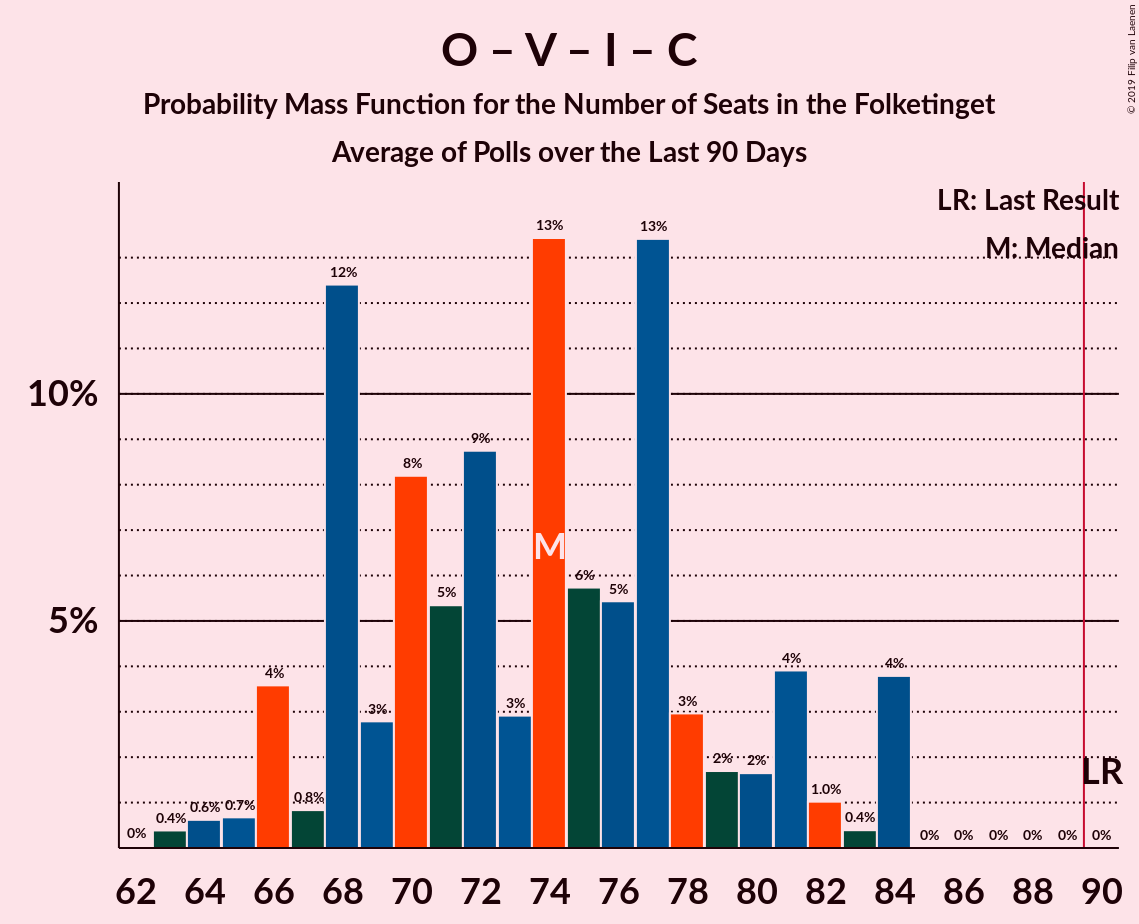 O – V – I – C
Probability Mass Function for the Number of Seats in the Folketinget
Average of Polls over the Last 90 Days
© 2019 Filip van Laenen
LR: Last Result
M: Median
10%
5%
0% 0.4% 0.6% 0.7% 4% 0.8% 12% 3% 8% 5% 9% 3% 13% 6% 5% 13% 3% 2% 2% 4% 1.0% 0.4% 4% 0% 0% 0% 0% 0% 0%
M
LR
62 64 66 68 70 72 74 76 78 80 82 84 86 88 90